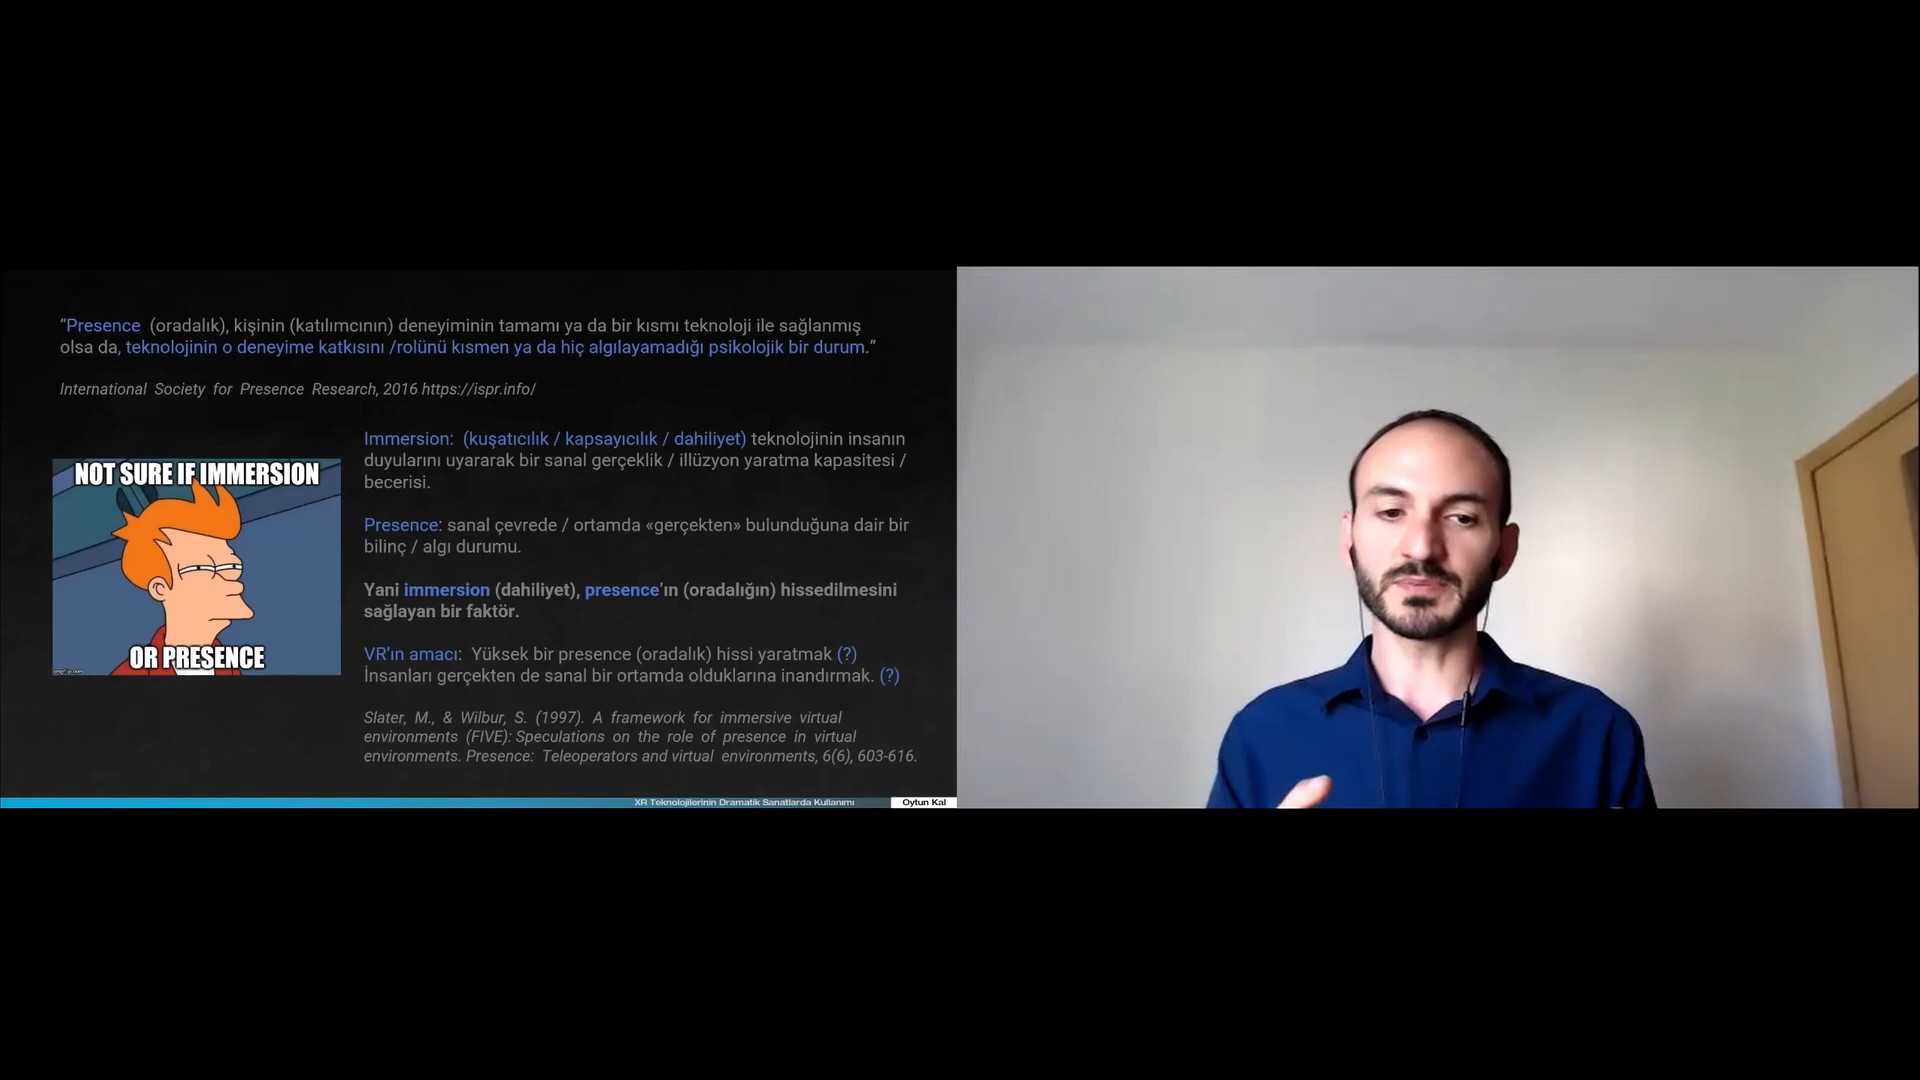 “Presence (oradalık), kişinin (katılımcının) deneyiminin tamamı ya da bir kısmı teknoloji ile sağlanmış
olsa da, teknolojinin o deneyime katkısını /rolünü kısmen ya da hiç algılayamadığı psikolojik bir durum.”
International Society for Presence Research, 2016 https://ispr.info/
NOT SURE IF IMMERSION
OR PRESENCE
Immersion: (kuşatıcılık / kapsayıcılık / dahiliyet) teknolojinin insanın
duyularını uyararak bir sanal gerçeklik / illüzyon yaratma kapasitesi /
becerisi.
Presence: sanal çevrede / ortamda «gerçekten» bulunduğuna dair bir
bilinç / algı durumu.
Yani immersion (dahiliyet), presence’ın (oradalığın) hissedilmesini
sağlayan bir faktör.
VR’ın amacı: Yüksek bir presence (oradalık) hissi yaratmak (?)
İnsanları gerçekten de sanal bir ortamda olduklarına inandırmak. (?)
Slater, M., & Wilbur, S. (1997). A framework for immersive virtual
environments (FIVE): Speculations on the role of presence in virtual
environments. Presence: Teleoperators and virtual environments, 6(6), 603-616.
XR Teknolojilerinin Dramatik Sanatlarda Kullanımı
Oytun Kal